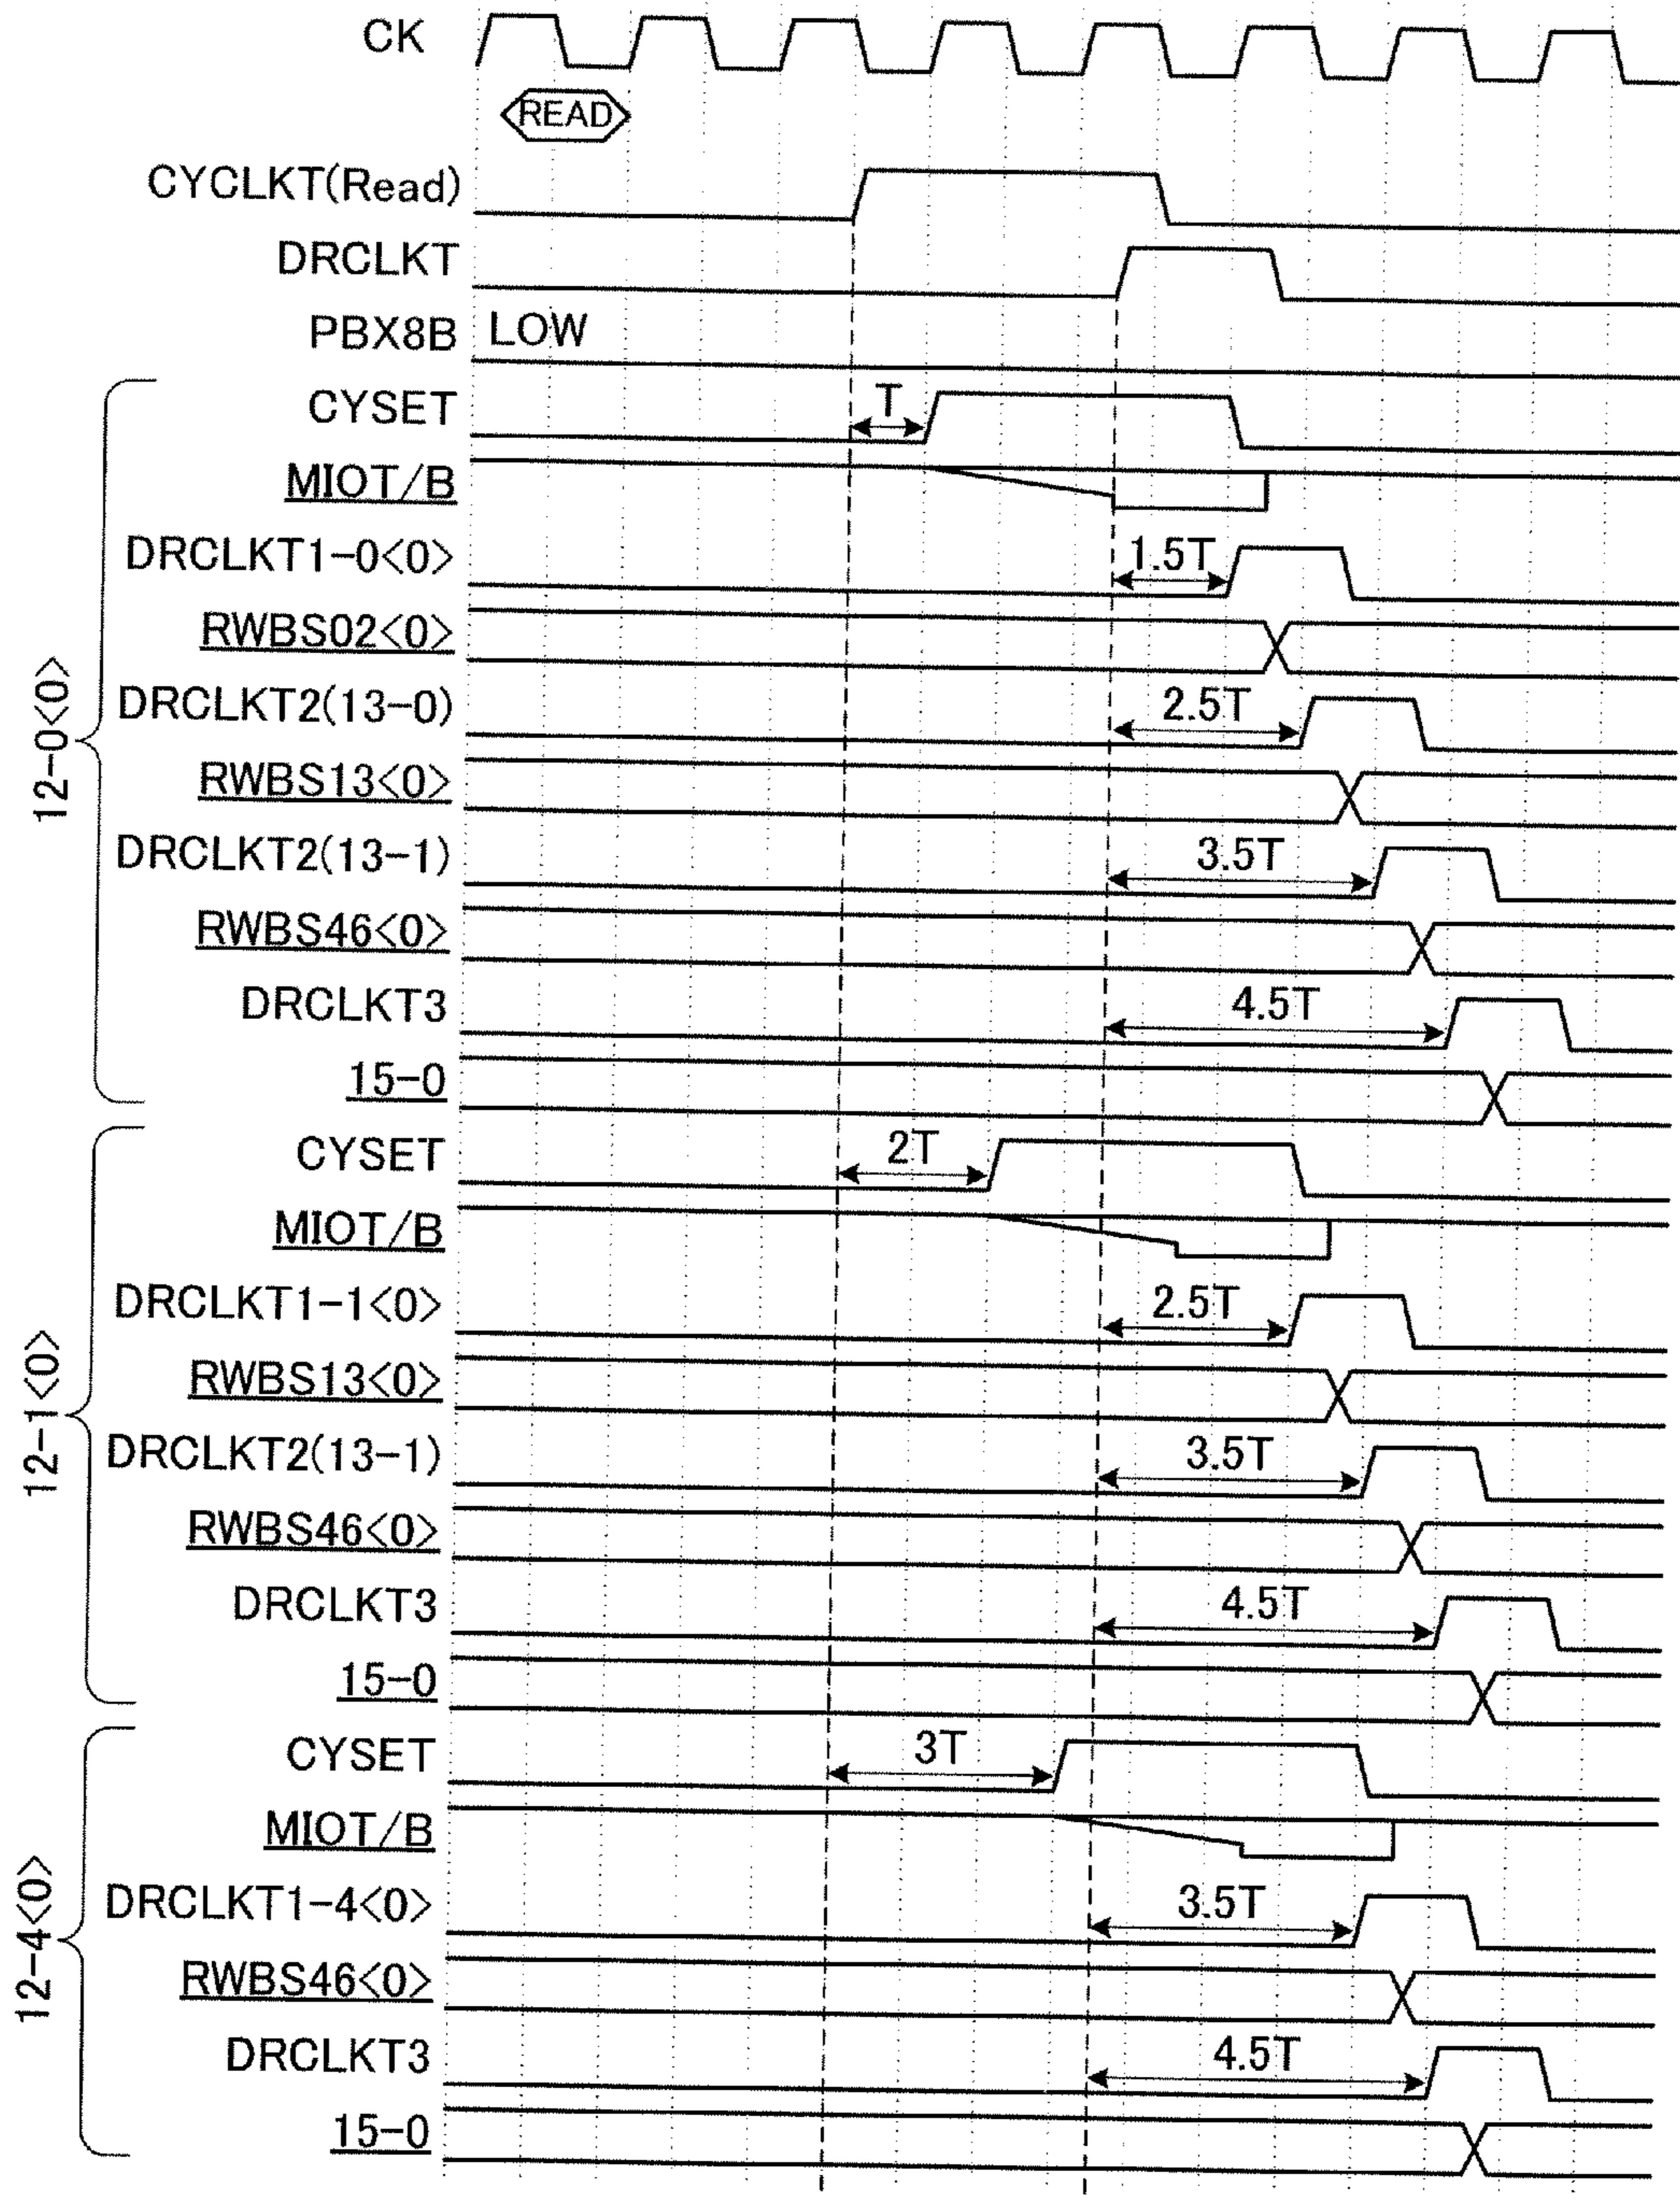 CK
READ
CYCLKT(Read)
DRCLKT
PBX8B LOW
CYSET T
MIOT/B
DRCLKT1-0<0> 1.5T
RWBS02<0>
DRCLKT2(13-0) 2.5T
12-0<0>
RWBS13<0>
DRCLKT2(13-1) 3.5T
RWBS46<0>
DRCLKT3 4.5T
15-0
CYSET 2T
MIOT/B
DRCLKT1-1<0> 2.5T
RWBS13<0>
12-1<0>
DRCLKT2(13-1) 3.5T
RWBS46<0>
DRCLKT3 4.5T
15-0
CYSET 3T
MIOT/B
DRCLKT1-4<0> 3.5T
12-4<0>
RWBS46<0>
DRCLKT3 4.5T
15-0